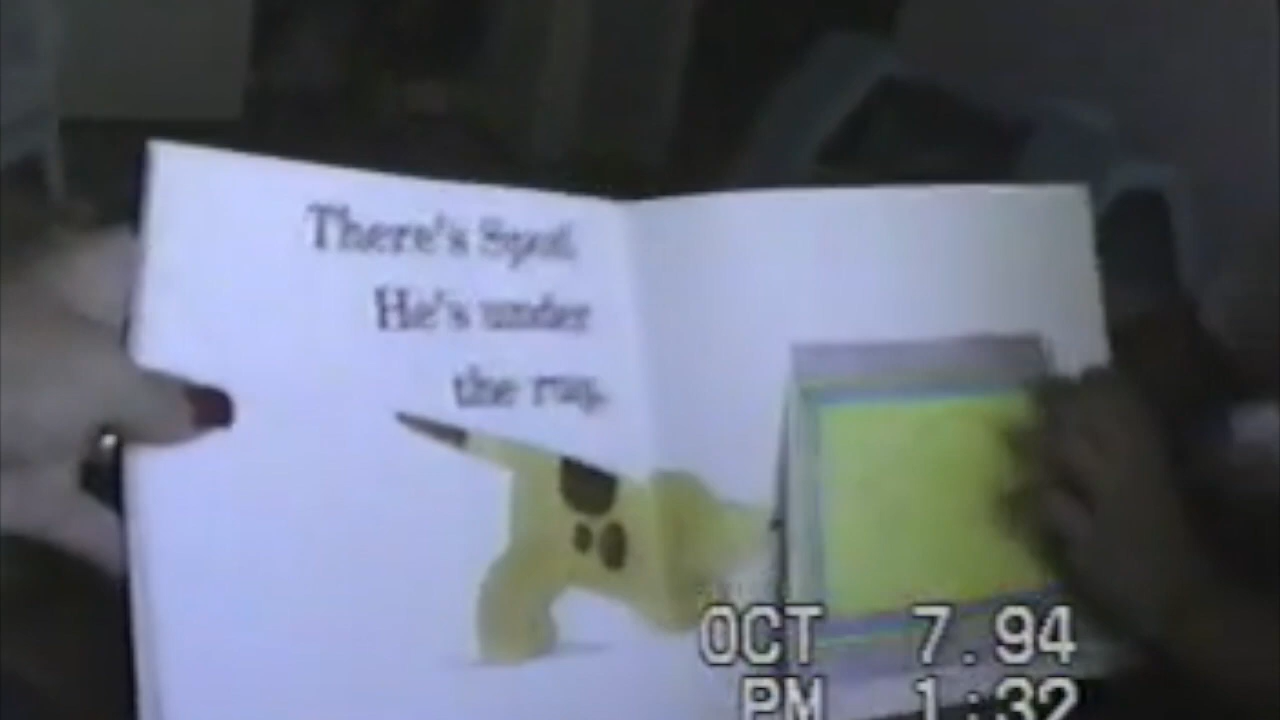 There's Spot.
He's under
the rug.
OCT 7.94
PM 1:32